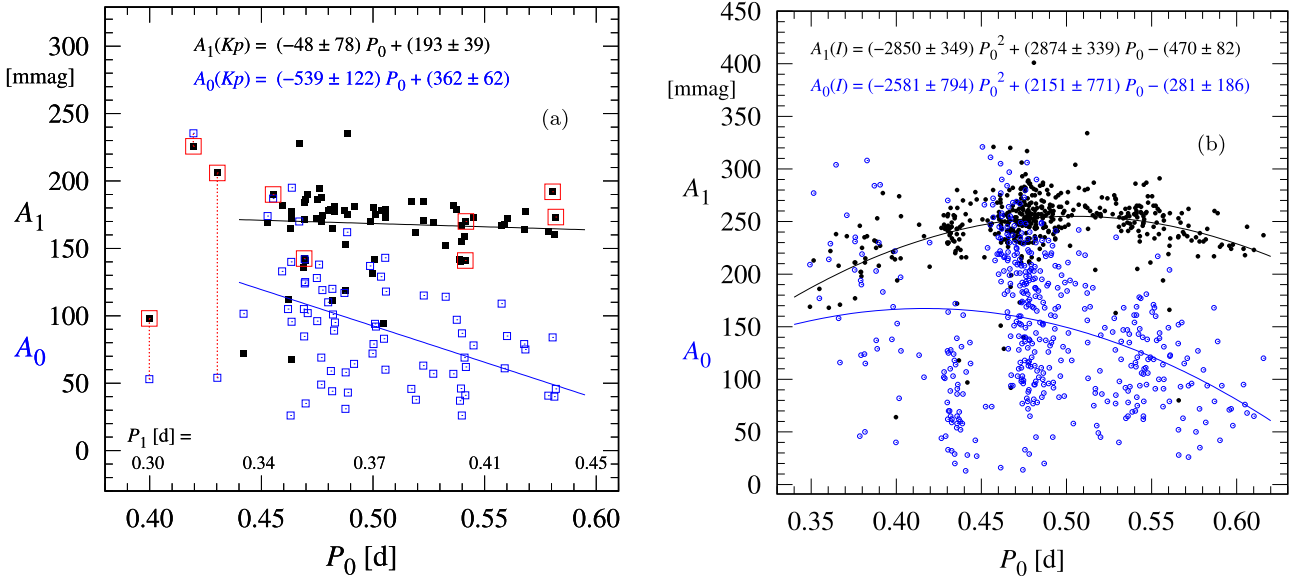 A₁(Kp) = (−48 ± 78) P₀ + (193 ± 39)
A₀(Kp) = (−539 ± 122) P₀ + (362 ± 62)
(a)
[mmag]
300
250
200
150
100
50
0
A₁
A₀
P₁ [d] =
0.30 0.34 0.37 0.41 0.45
0.40 0.45 0.50 0.55 0.60
P₀ [d]
A₁(I) = (−2850 ± 349) P₀² + (2874 ± 339) P₀ − (470 ± 82)
A₀(I) = (−2581 ± 794) P₀² + (2151 ± 771) P₀ − (281 ± 186)
(b)
[mmag]
450
400
350
300
250
200
150
100
50
0
A₁
A₀
0.35 0.40 0.45 0.50 0.55 0.60
P₀ [d]